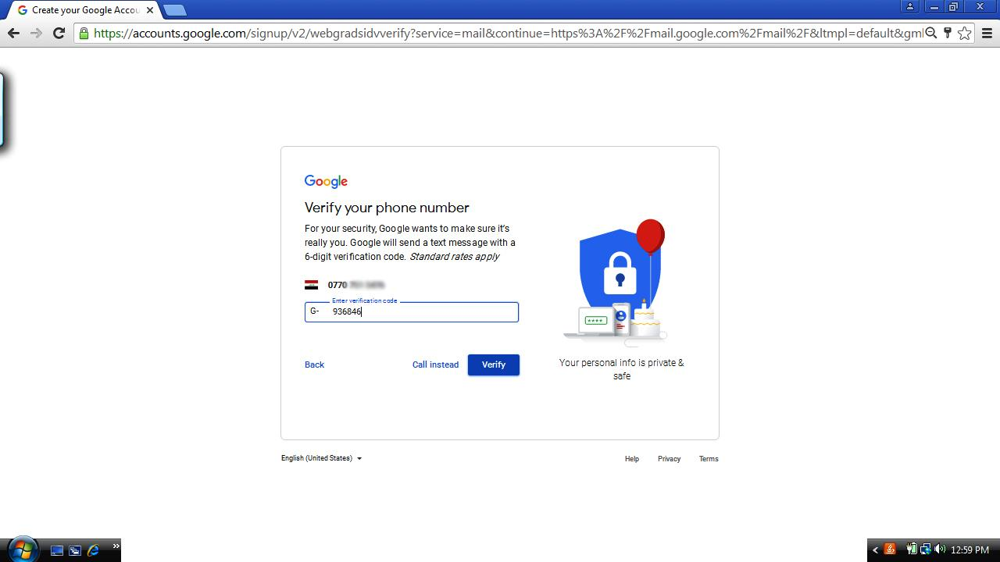 Create your Google Accou
https://accounts.google.com/signup/v2/webgradsidvverify?service=mail&continue=https%3A%2F%2Fmail.google.com%2Fmail%2F&ltmpl=default&gml
Google
Verify your phone number
For your security, Google wants to make sure it's
really you. Google will send a text message with a
6-digit verification code. Standard rates apply
0770
Enter verification code
G- 936846
Back Call instead Verify
****
Your personal info is private &
safe
English (United States) Help Privacy Terms
12:59 PM